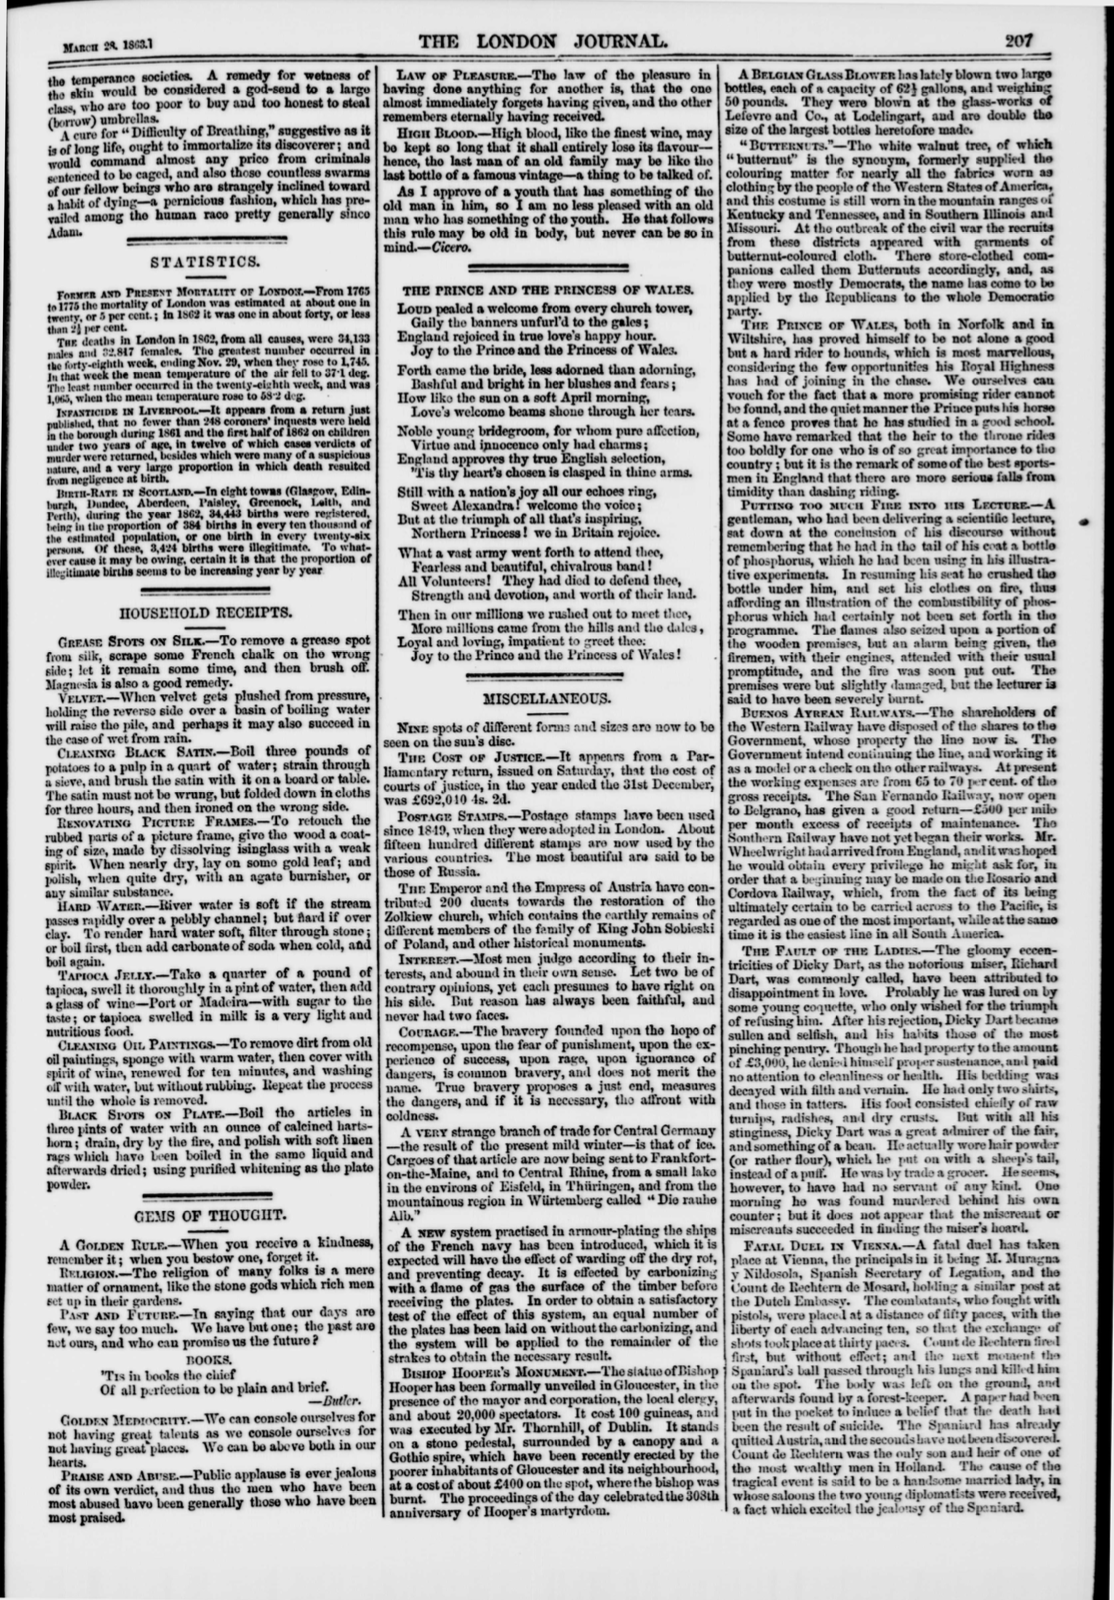 March 28, 1863.]
THE LONDON JOURNAL.
207
the temperance societies. A remedy for wetness of
the skin would be considered a god-send to a large
class, who are too poor to buy and too honest to steal
(borrow) umbrellas.
A cure for "Difficulty of Breathing," suggestive as it
is of long life, ought to immortalize its discoverer; and
would command almost any price from criminals
sentenced to be caged, and also those countless swarms
of our fellow beings who are strangely inclined toward
a habit of dying—a pernicious fashion, which has pre-
vailed among the human race pretty generally since
Adam.
STATISTICS.
Former and Present Mortality of London.—From 1765
to 1775 the mortality of London was estimated at about one in
twenty, or 5 per cent.; in 1862 it was one in about forty, or less
than 2½ per cent.
The deaths in London in 1862, from all causes, were 34,133
males and 32,817 females. The greatest number occurred in
the forty-eighth week, ending Nov. 29, when they rose to 1,745.
In that week the mean temperature of the air fell to 37·1 deg.
The least number occurred in the twenty-eighth week, and was
1,065, when the mean temperature rose to 58·2 deg.
Infanticide in Liverpool.—It appears from a return just
published, that no fewer than 248 coroners' inquests were held
in the borough during 1861 and the first half of 1862 on children
under two years of age, in twelve of which cases verdicts of
murder were returned, besides which were many of a suspicious
nature, and a very large proportion in which death resulted
from negligence at birth.
Birth-Rate in Scotland.—In eight towns (Glasgow, Edin-
burgh, Dundee, Aberdeen, Paisley, Greenock, Leith, and
Perth), during the year 1862, 34,443 births were registered,
being in the proportion of 384 births in every ten thousand of
the estimated population, or one birth in every twenty-six
persons. Of these, 3,424 births were illegitimate. To what-
ever cause it may be owing, certain it is that the proportion of
illegitimate births seems to be increasing year by year
HOUSEHOLD RECEIPTS.
Grease Spots on Silk.—To remove a grease spot
from silk, scrape some French chalk on the wrong
side; let it remain some time, and then brush off.
Magnesia is also a good remedy.
Velvet.—When velvet gets plushed from pressure,
holding the reverse side over a basin of boiling water
will raise the pile, and perhaps it may also succeed in
the case of wet from rain.
Cleaning Black Satin.—Boil three pounds of
potatoes to a pulp in a quart of water; strain through
a sieve, and brush the satin with it on a board or table.
The satin must not be wrung, but folded down in cloths
for three hours, and then ironed on the wrong side.
Renovating Picture Frames.—To retouch the
rubbed parts of a picture frame, give the wood a coat-
ing of size, made by dissolving isinglass with a weak
spirit. When nearly dry, lay on some gold leaf; and
polish, when quite dry, with an agate burnisher, or
any similar substance.
Hard Water.—River water is soft if the stream
passes rapidly over a pebbly channel; but hard if over
clay. To render hard water soft, filter through stone;
or boil first, then add carbonate of soda when cold, and
boil again.
Tapioca Jelly.—Take a quarter of a pound of
tapioca, swell it thoroughly in a pint of water, then add
a glass of wine—Port or Madeira—with sugar to the
taste; or tapioca swelled in milk is a very light and
nutritious food.
Cleaning Oil Paintings.—To remove dirt from old
oil paintings, sponge with warm water, then cover with
spirit of wine, renewed for ten minutes, and washing
off with water, but without rubbing. Repeat the process
until the whole is removed.
Black Spots on Plate.—Boil the articles in
three pints of water with an ounce of calcined harts-
horn; drain, dry by the fire, and polish with soft linen
rags which have been boiled in the same liquid and
afterwards dried; using purified whitening as the plate
powder.
GEMS OF THOUGHT.
A Golden Rule.—When you receive a kindness,
remember it; when you bestow one, forget it.
Religion.—The religion of many folks is a mere
matter of ornament, like the stone gods which rich men
set up in their gardens.
Past and Future.—In saying that our days are
few, we say too much. We have but one; the past are
not ours, and who can promise us the future?
BOOKS.
'Tis in books the chief
Of all perfection to be plain and brief.
—Butler.
Golden Mediocrity.—We can console ourselves for
not having great talents as we console ourselves for
not having great places. We can be above both in our
hearts.
Praise and Abuse.—Public applause is ever jealous
of its own verdict, and thus the men who have been
most abused have been generally those who have been
most praised.
Law of Pleasure.—The law of the pleasure in
having done anything for another is, that the one
almost immediately forgets having given, and the other
remembers eternally having received.
High Blood.—High blood, like the finest wine, may
be kept so long that it shall entirely lose its flavour—
hence, the last man of an old family may be like the
last bottle of a famous vintage—a thing to be talked of.
As I approve of a youth that has something of the
old man in him, so I am no less pleased with an old
man who has something of the youth. He that follows
this rule may be old in body, but never can be so in
mind.—Cicero.
THE PRINCE AND THE PRINCESS OF WALES.
Loud pealed a welcome from every church tower,
Gaily the banners unfurl'd to the gales;
England rejoiced in true love's happy hour.
Joy to the Prince and the Princess of Wales.
Forth came the bride, less adorned than adorning,
Bashful and bright in her blushes and fears;
How like the sun on a soft April morning,
Love's welcome beams shone through her tears.
Noble young bridegroom, for whom pure affection,
Virtue and innocence only had charms;
England approves thy true English selection,
'Tis thy heart's chosen is clasped in thine arms.
Still with a nation's joy all our echoes ring,
Sweet Alexandra! welcome the voice;
But at the triumph of all that's inspiring,
Northern Princess! we in Britain rejoice.
What a vast army went forth to attend thee,
Fearless and beautiful, chivalrous band!
All Volunteers! They had died to defend thee,
Strength and devotion, and worth of their land.
Then in our millions we rushed out to meet thee,
More millions came from the hills and the dales,
Loyal and loving, impatient to greet thee.
Joy to the Prince and the Princess of Wales!
MISCELLANEOUS.
Nine spots of different forms and sizes are now to be
seen on the sun's disc.
The Cost of Justice.—It appears from a Par-
liamentary return, issued on Saturday, that the cost of
courts of justice, in the year ended the 31st December,
was £692,010 4s. 2d.
Postage Stamps.—Postage stamps have been used
since 1849, when they were adopted in London. About
fifteen hundred different stamps are now used by the
various countries. The most beautiful are said to be
those of Russia.
The Emperor and the Empress of Austria have con-
tributed 200 ducats towards the restoration of the
Zolkiew church, which contains the earthly remains of
different members of the family of King John Sobieski
of Poland, and other historical monuments.
Interest.—Most men judge according to their in-
terests, and abound in their own sense. Let two be of
contrary opinions, yet each presumes to have right on
his side. But reason has always been faithful, and
never had two faces.
Courage.—The bravery founded upon the hope of
recompense, upon the fear of punishment, upon the ex-
perience of success, upon rage, upon ignorance of
dangers, is common bravery, and does not merit the
name. True bravery proposes a just end, measures
the dangers, and if it is necessary, the affront with
coldness.
A very strange branch of trade for Central Germany
—the result of the present mild winter—is that of ice.
Cargoes of that article are now being sent to Frankfort-
on-the-Maine, and to Central Rhine, from a small lake
in the environs of Eisfeld, in Thüringen, and from the
mountainous region in Würtemberg called "Die rauhe
Alb."
A new system practised in armour-plating the ships
of the French navy has been introduced, which it is
expected will have the effect of warding off the dry rot,
and preventing decay. It is effected by carbonizing
with a flame of gas the surface of the timber before
receiving the plates. In order to obtain a satisfactory
test of the effect of this system, an equal number of
the plates has been laid on without the carbonizing, and
the system will be applied to the remainder of the
strakes to obtain the necessary result.
Bishop Hooper's Monument.—The statue of Bishop
Hooper has been formally unveiled in Gloucester, in the
presence of the mayor and corporation, the local clergy,
and about 20,000 spectators. It cost 100 guineas, and
was executed by Mr. Thornhill, of Dublin. It stands
on a stone pedestal, surrounded by a canopy and a
Gothic spire, which have been recently erected by the
poorer inhabitants of Gloucester and its neighbourhood,
at a cost of about £400 on the spot, where the bishop was
burnt. The proceedings of the day celebrated the 308th
anniversary of Hooper's martyrdom.
A Belgian Glass Blower has lately blown two large
bottles, each of a capacity of 62½ gallons, and weighing
50 pounds. They were blown at the glass-works of
Lefevre and Co., at Lodelingart, and are double the
size of the largest bottles heretofore made.
"Butternuts."—The white walnut tree, of which
"butternut" is the synonym, formerly supplied the
colouring matter for nearly all the fabrics worn as
clothing by the people of the Western States of America,
and this costume is still worn in the mountain ranges of
Kentucky and Tennessee, and in Southern Illinois and
Missouri. At the outbreak of the civil war the recruits
from these districts appeared with garments of
butternut-coloured cloth. There store-clothed com-
panions called them Butternuts accordingly, and, as
they were mostly Democrats, the name has come to be
applied by the Republicans to the whole Democratic
party.
The Prince of Wales, both in Norfolk and in
Wiltshire, has proved himself to be not alone a good
but a hard rider to hounds, which is most marvellous,
considering the few opportunities his Royal Highness
has had of joining in the chase. We ourselves can
vouch for the fact that a more promising rider cannot
be found, and the quiet manner the Prince puts his horse
at a fence proves that he has studied in a good school.
Some have remarked that the heir to the throne rides
too boldly for one who is of so great importance to the
country; but it is the remark of some of the best sports-
men in England that there are more serious falls from
timidity than dashing riding.
Putting too much Fire into his Lecture.—A
gentleman, who had been delivering a scientific lecture,
sat down at the conclusion of his discourse without
remembering that he had in the tail of his coat a bottle
of phosphorus, which he had been using in his illustra-
tive experiments. In resuming his seat he crushed the
bottle under him, and set his clothes on fire, thus
affording an illustration of the combustibility of phos-
phorus which had certainly not been set forth in the
programme. The flames also seized upon a portion of
the wooden premises, but an alarm being given, the
firemen, with their engines, attended with their usual
promptitude, and the fire was soon put out. The
premises were but slightly damaged, but the lecturer is
said to have been severely burnt.
Buenos Ayrean Railways.—The shareholders of
the Western Railway have disposed of the shares to the
Government, whose property the line now is. The
Government intend continuing the line, and working it
as a model or a check on the other railways. At present
the working expenses are from 65 to 70 per cent. of the
gross receipts. The San Fernando Railway, now open
to Belgrano, has given a good return—£500 per mile
per month excess of receipts of maintenance. The
Southern Railway have not yet began their works. Mr.
Wheelwright had arrived from England, and it was hoped
he would obtain every privilege he might ask for, in
order that a beginning may be made on the Rosario and
Cordova Railway, which, from the fact of its being
ultimately certain to be carried across to the Pacific, is
regarded as one of the most important, while at the same
time it is the easiest line in all South America.
The Fault of the Ladies.—The gloomy eccen-
tricities of Dicky Dart, as the notorious miser, Richard
Dart, was commonly called, have been attributed to
disappointment in love. Probably he was lured on by
some young coquette, who only wished for the triumph
of refusing him. After his rejection, Dicky Dart became
sullen and selfish, and his habits those of the most
pinching penury. Though he had property to the amount
of £3,000, he denied himself proper sustenance, and paid
no attention to cleanliness or health. His bedding was
decayed with filth and vermin. He had only two shirts,
and those in tatters. His food consisted chiefly of raw
turnips, radishes, and dry crusts. But with all his
stinginess, Dicky Dart was a great admirer of the fair,
and something of a beau. He actually wore hair powder
(or rather flour), which he put on with a sheep's tail,
instead of a puff. He was by trade a grocer. He seems,
however, to have had no servant of any kind. One
morning he was found murdered behind his own
counter; but it does not appear that the miscreant or
miscreants succeeded in finding the miser's hoard.
Fatal Duel in Vienna.—A fatal duel has taken
place at Vienna, the principals in it being M. Muragna
y Nildosola, Spanish Secretary of Legation, and the
Count de Rechtern de Mosard, holding a similar post at
the Dutch Embassy. The combatants, who fought with
pistols, were placed at a distance of fifty paces, with the
liberty of each advancing ten, so that the exchange of
shots took place at thirty paces. Count de Rechtern fired
first, but without effect; and the next moment the
Spaniard's ball passed through his lungs and killed him
on the spot. The body was left on the ground, and
afterwards found by a forest-keeper. A paper had been
put in the pocket to induce a belief that the death had
been the result of suicide. The Spaniard has already
quitted Austria, and the seconds have not been discovered.
Count de Rechtern was the only son and heir of one of
the most wealthy men in Holland. The cause of the
tragical event is said to be a handsome married lady, in
whose saloons the two young diplomatists were received,
a fact which excited the jealousy of the Spaniard.